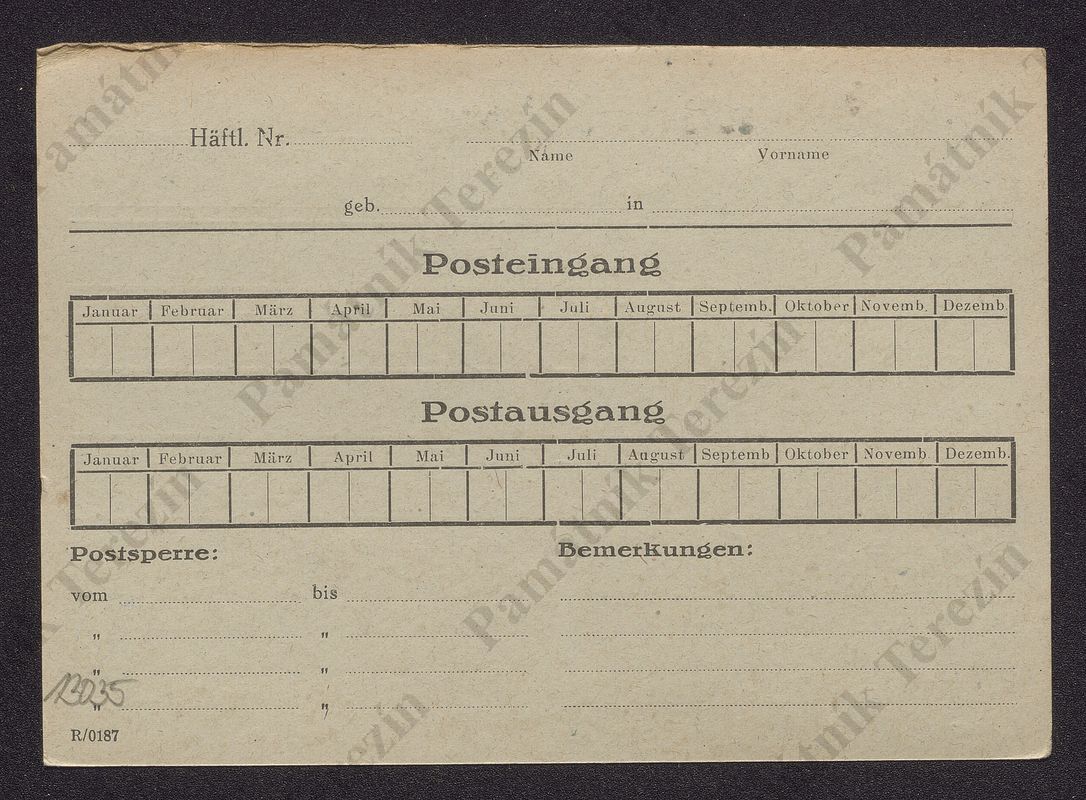 Häftl. Nr.
Name Vorname
geb. in
Posteingang
Januar Februar März April Mai Juni Juli August Septemb. Oktober Novemb. Dezemb.
Postausgang
Januar Februar März April Mai Juni Juli August Septemb Oktober Novemb. Dezemb.
Postsperre: Bemerkungen:
vom bis
" "
" "
" "
13035
R/0187
Památník Terezín